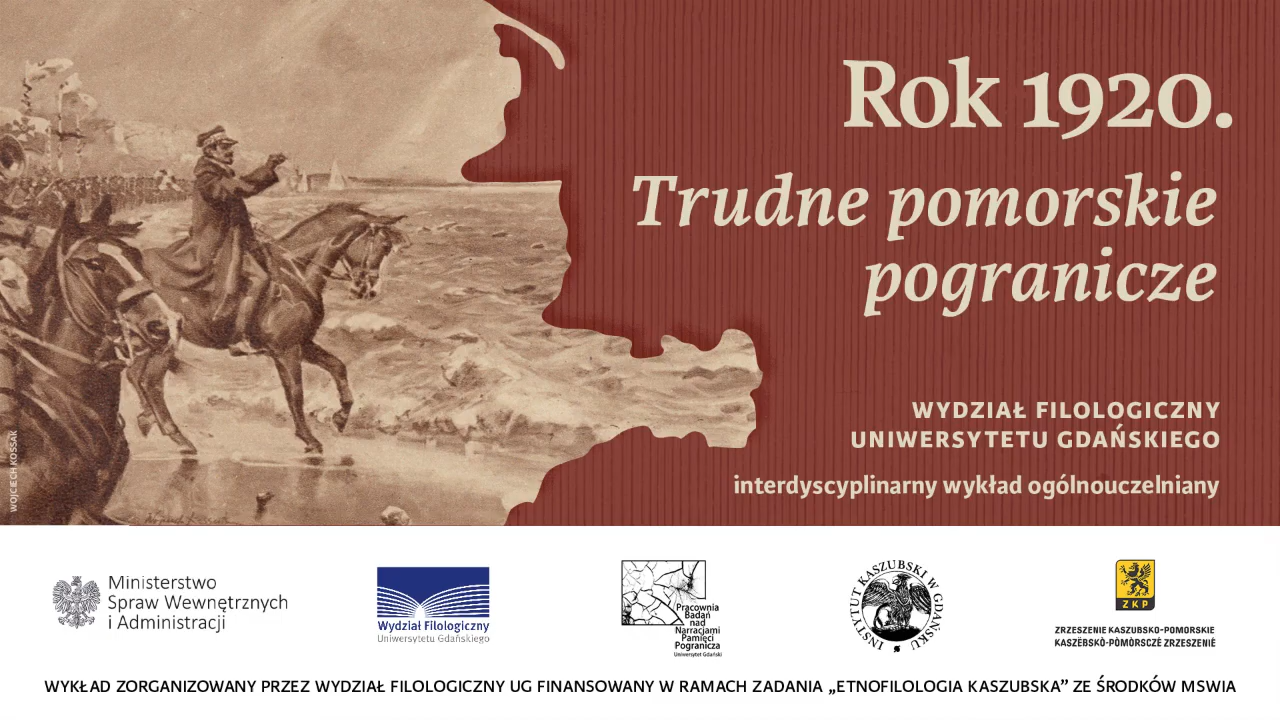 Rok 1920.
Trudne pomorskie
pogranicze
WYDZIAŁ FILOLOGICZNY
UNIWERSYTETU GDAŃSKIEGO
interdyscyplinarny wykład ogólnouczelniany
WOJCIECH KOSSAK
Ministerstwo
Spraw Wewnętrznych
i Administracji
Wydział Filologiczny
Uniwersytetu Gdańskiego
Pracownia
Badań
nad
Narracjami
Pamięci
Pogranicza
Uniwersytet Gdański
INSTYTUT KASZUBSKI W GDAŃSKU
ZKP
ZRZESZENIE KASZUBSKO-POMORSKIE
KASZËBSKÒ-PÒMÒRSCZÉ ZRZESZENIÉ
WYKŁAD ZORGANIZOWANY PRZEZ WYDZIAŁ FILOLOGICZNY UG FINANSOWANY W RAMACH ZADANIA „ETNOFILOLOGIA KASZUBSKA” ZE ŚRODKÓW MSWIA